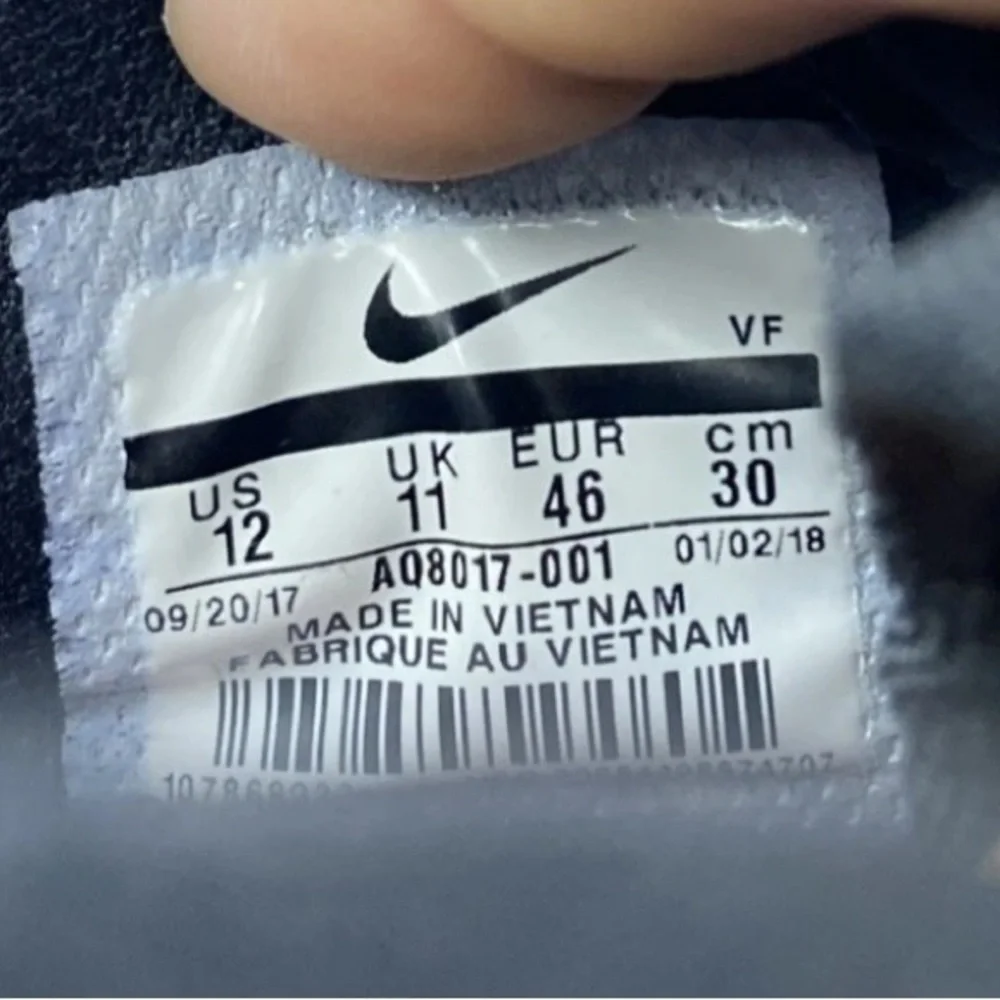 VF
US UK EUR cm
12 11 46 30
09/20/17 AQ8017-001 01/02/18
MADE IN VIETNAM
FABRIQUE AU VIETNAM